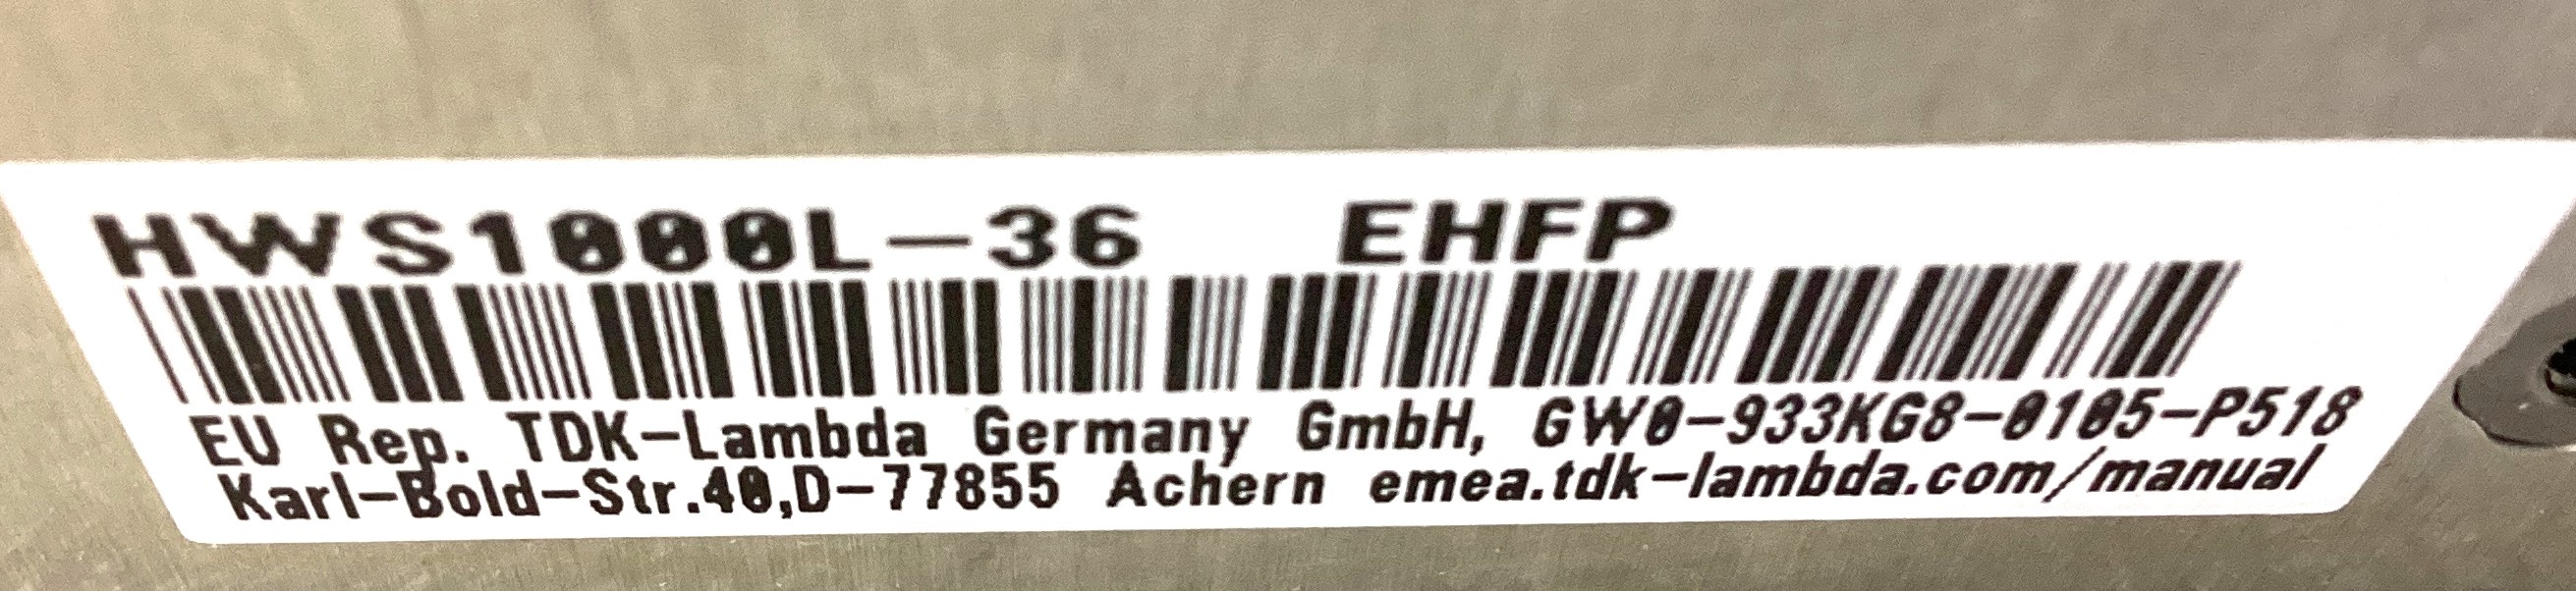 HWS1000L-36 EHFP
EU Rep. TDK-Lambda Germany GmbH, GW0-933KG8-0105-P518
Karl-Bold-Str.40,D-77855 Achern emea.tdk-lambda.com/manual